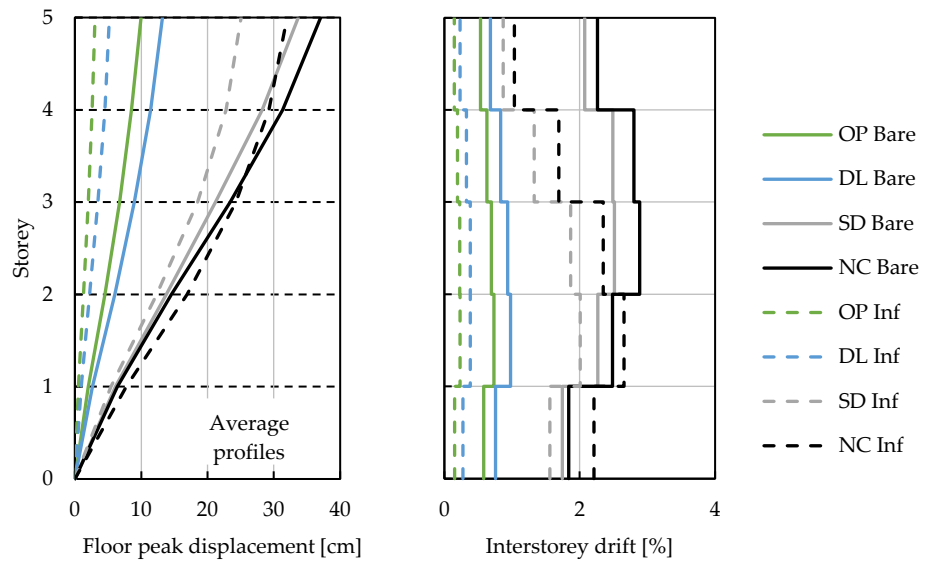 5
4
3
2
1
0
Storey
Average
profiles
0 10 20 30 40
Floor peak displacement [cm]
0 2 4
Interstorey drift [%]
OP Bare
DL Bare
SD Bare
NC Bare
OP Inf
DL Inf
SD Inf
NC Inf